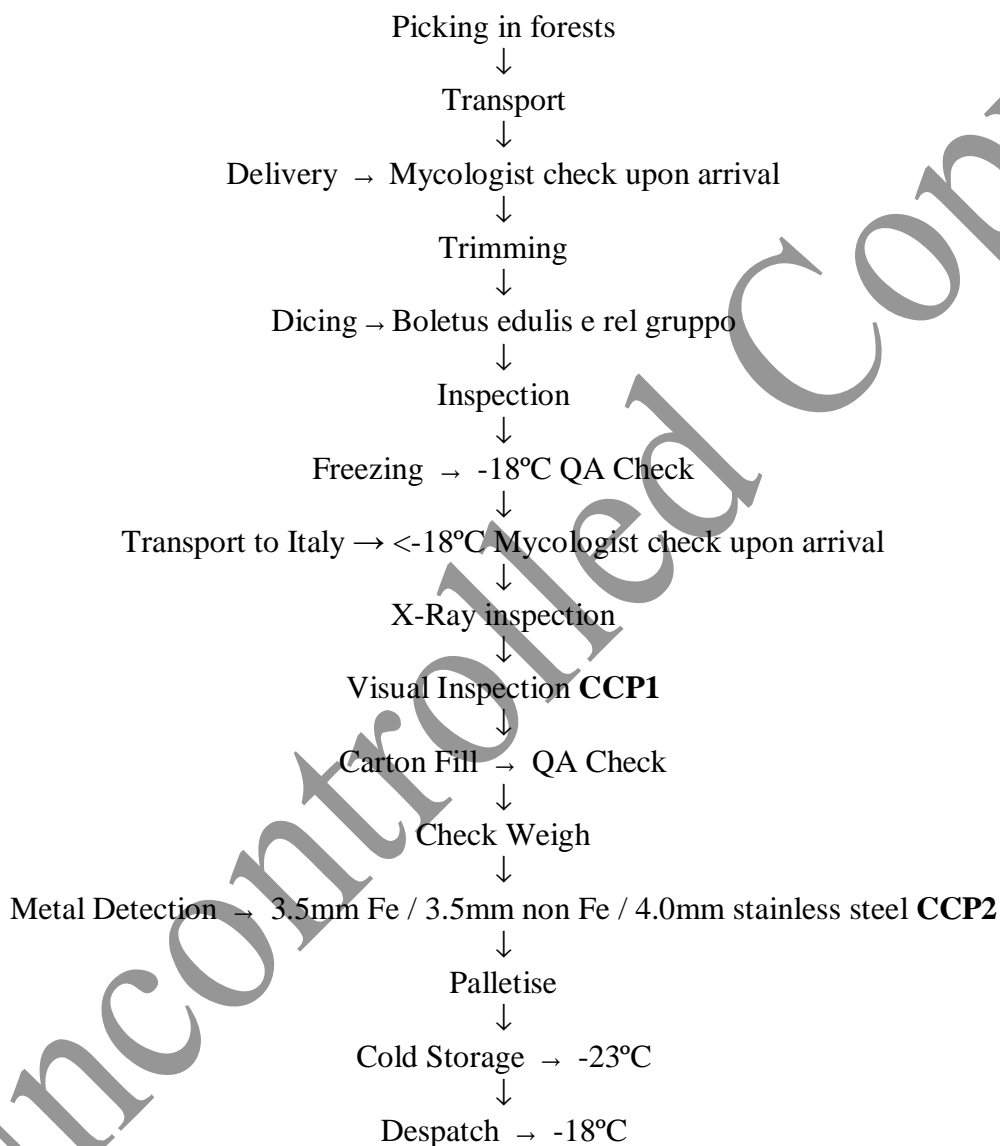 Picking in forests
↓
Transport
↓
Delivery → Mycologist check upon arrival
↓
Trimming
↓
Dicing → Boletus edulis e rel gruppo
↓
Inspection
↓
Freezing → -18ºC QA Check
↓
Transport to Italy → <-18ºC Mycologist check upon arrival
↓
X-Ray inspection
↓
Visual Inspection CCP1
↓
Carton Fill → QA Check
↓
Check Weigh
↓
Metal Detection → 3.5mm Fe / 3.5mm non Fe / 4.0mm stainless steel CCP2
↓
Palletise
↓
Cold Storage → -23ºC
↓
Despatch → -18ºC